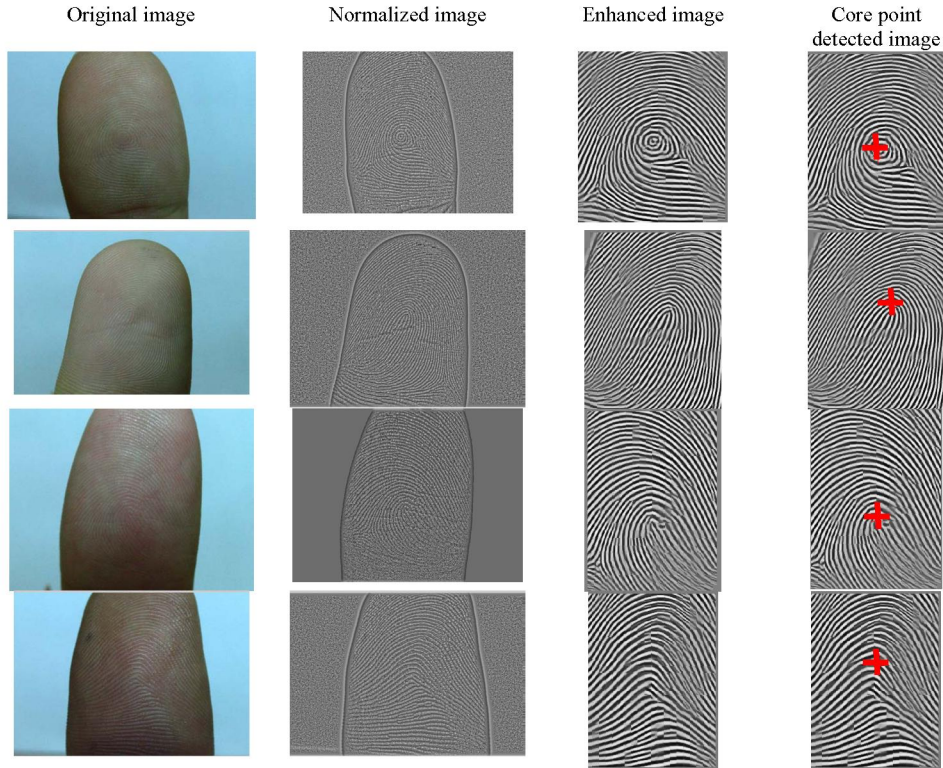 Original image
Normalized image
Enhanced image
Core point
detected image